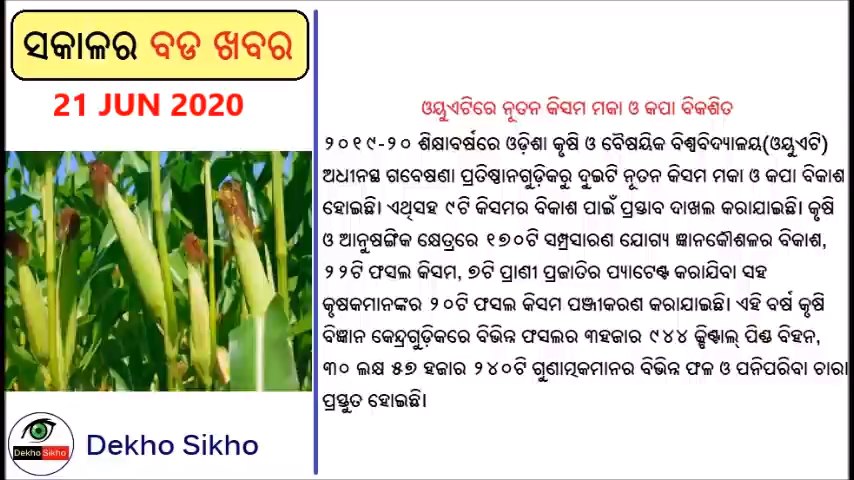 ସକାଳର ବଡ ଖବର
21 JUN 2020
ଓୟୁଏଟିରେ ନୂତନ କିସମ ମକା ଓ କପା ବିକଶିତ
୨୦୧୯-୨୦ ଶିକ୍ଷାବର୍ଷରେ ଓଡ଼ିଶା କୃଷି ଓ ବୈଷୟିକ ବିଶ୍ୱବିଦ୍ୟାଳୟ(ଓୟୁଏଟି)
ଅଧୀନସ୍ଥ ଗବେଷଣା ପ୍ରତିଷ୍ଠାନଗୁଡ଼ିକରୁ ଦୁଇଟି ନୂତନ କିସମ ମକା ଓ କପା ବିକାଶ
ହୋଇଛି। ଏଥିସହ ୯ଟି କିସମର ବିକାଶ ପାଇଁ ପ୍ରସ୍ତାବ ଦାଖଲ କରାଯାଇଛି। କୃଷି
ଓ ଆନୁଷଙ୍ଗିକ କ୍ଷେତ୍ରରେ ୧୭୦ଟି ସମ୍ପ୍ରସାରଣ ଯୋଗ୍ୟ ଜ୍ଞାନକୌଶଳର ବିକାଶ,
୨୨ଟି ଫସଲ କିସମ, ୭ଟି ପ୍ରାଣୀ ପ୍ରଜାତିର ପ୍ୟାଟେଣ୍ଟ କରାଯିବା ସହ
କୃଷକମାନଙ୍କର ୨୦ଟି ଫସଲ କିସମ ପଞ୍ଜୀକରଣ କରାଯାଇଛି। ଏହି ବର୍ଷ କୃଷି
ବିଜ୍ଞାନ କେନ୍ଦ୍ରଗୁଡ଼ିକରେ ବିଭିନ୍ନ ଫସଲର ୩ହଜାର ୯୪୪ କ୍ୱିଣ୍ଟାଲ୍ ପିଣ୍ଡ ବିହନ,
୩୦ ଲକ୍ଷ ୫୭ ହଜାର ୨୪୦ଟି ଗୁଣାତ୍ମକମାନର ବିଭିନ୍ନ ଫଳ ଓ ପନିପରିବା ଚାରା
ପ୍ରସ୍ତୁତ ହୋଇଛି।
Dekho Sikho
Dekho Sikho